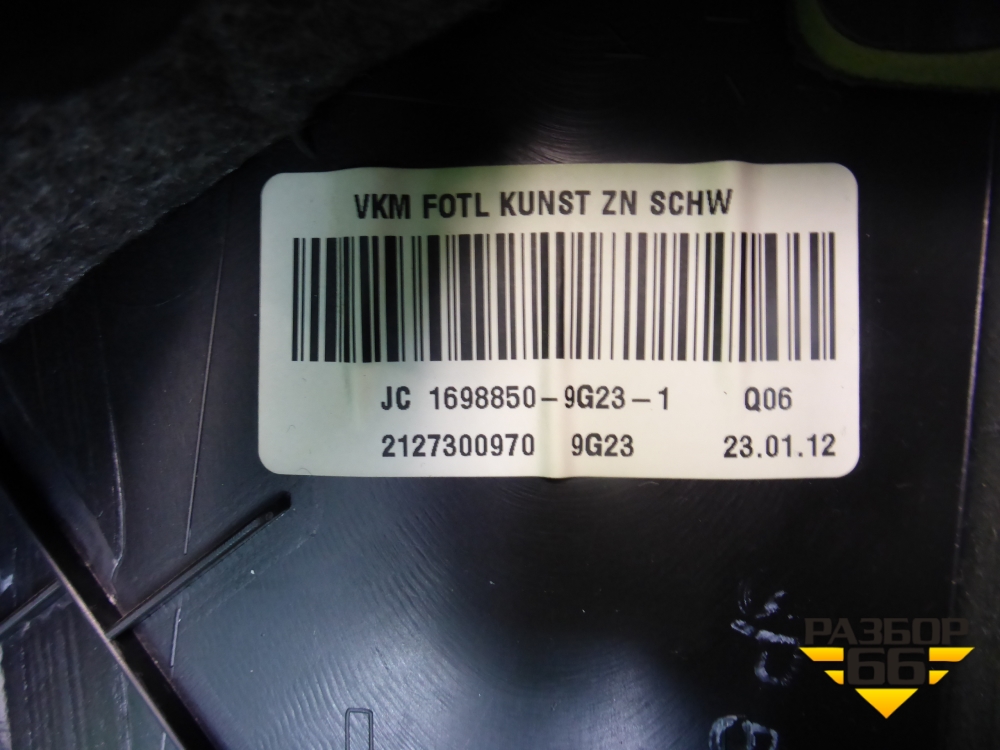 VKM FOTL KUNST ZN SCHW
JC 1698850-9G23-1 Q06
2127300970 9G23 23.01.12
РАЗБОР
66